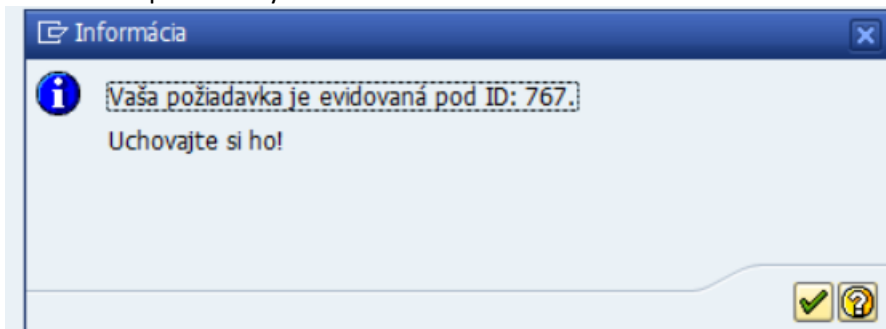 Informácia
Vaša požiadavka je evidovaná pod ID: 767.
Uchovajte si ho!